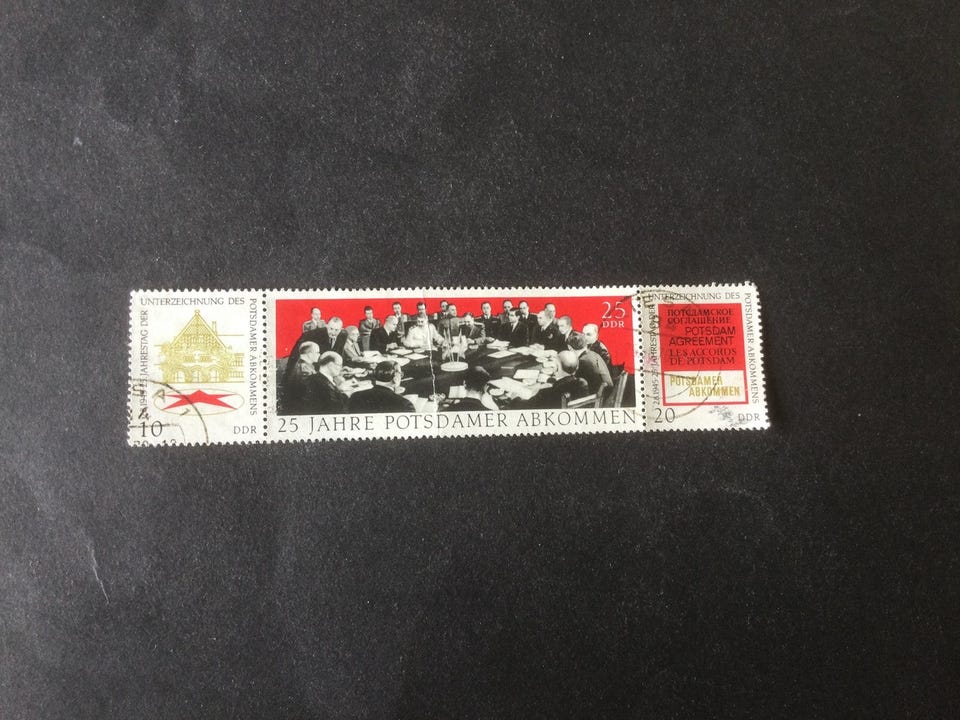 UNTERZEICHNUNG DES
POTSDAMER ABKOMMENS
JAHRESTAG DER
10
DDR
25
DDR
25 JAHRE POTSDAMER ABKOMMEN
UNTERZEICHNUNG DES
POTSDAMER ABKOMMENS
ПОТСДАМСКОЕ
СОГЛАШЕНИЕ
POTSDAM
AGREEMENT
LES ACCORDS
DE POTSDAM
POTSDAMER
ABKOMMEN
20
DDR